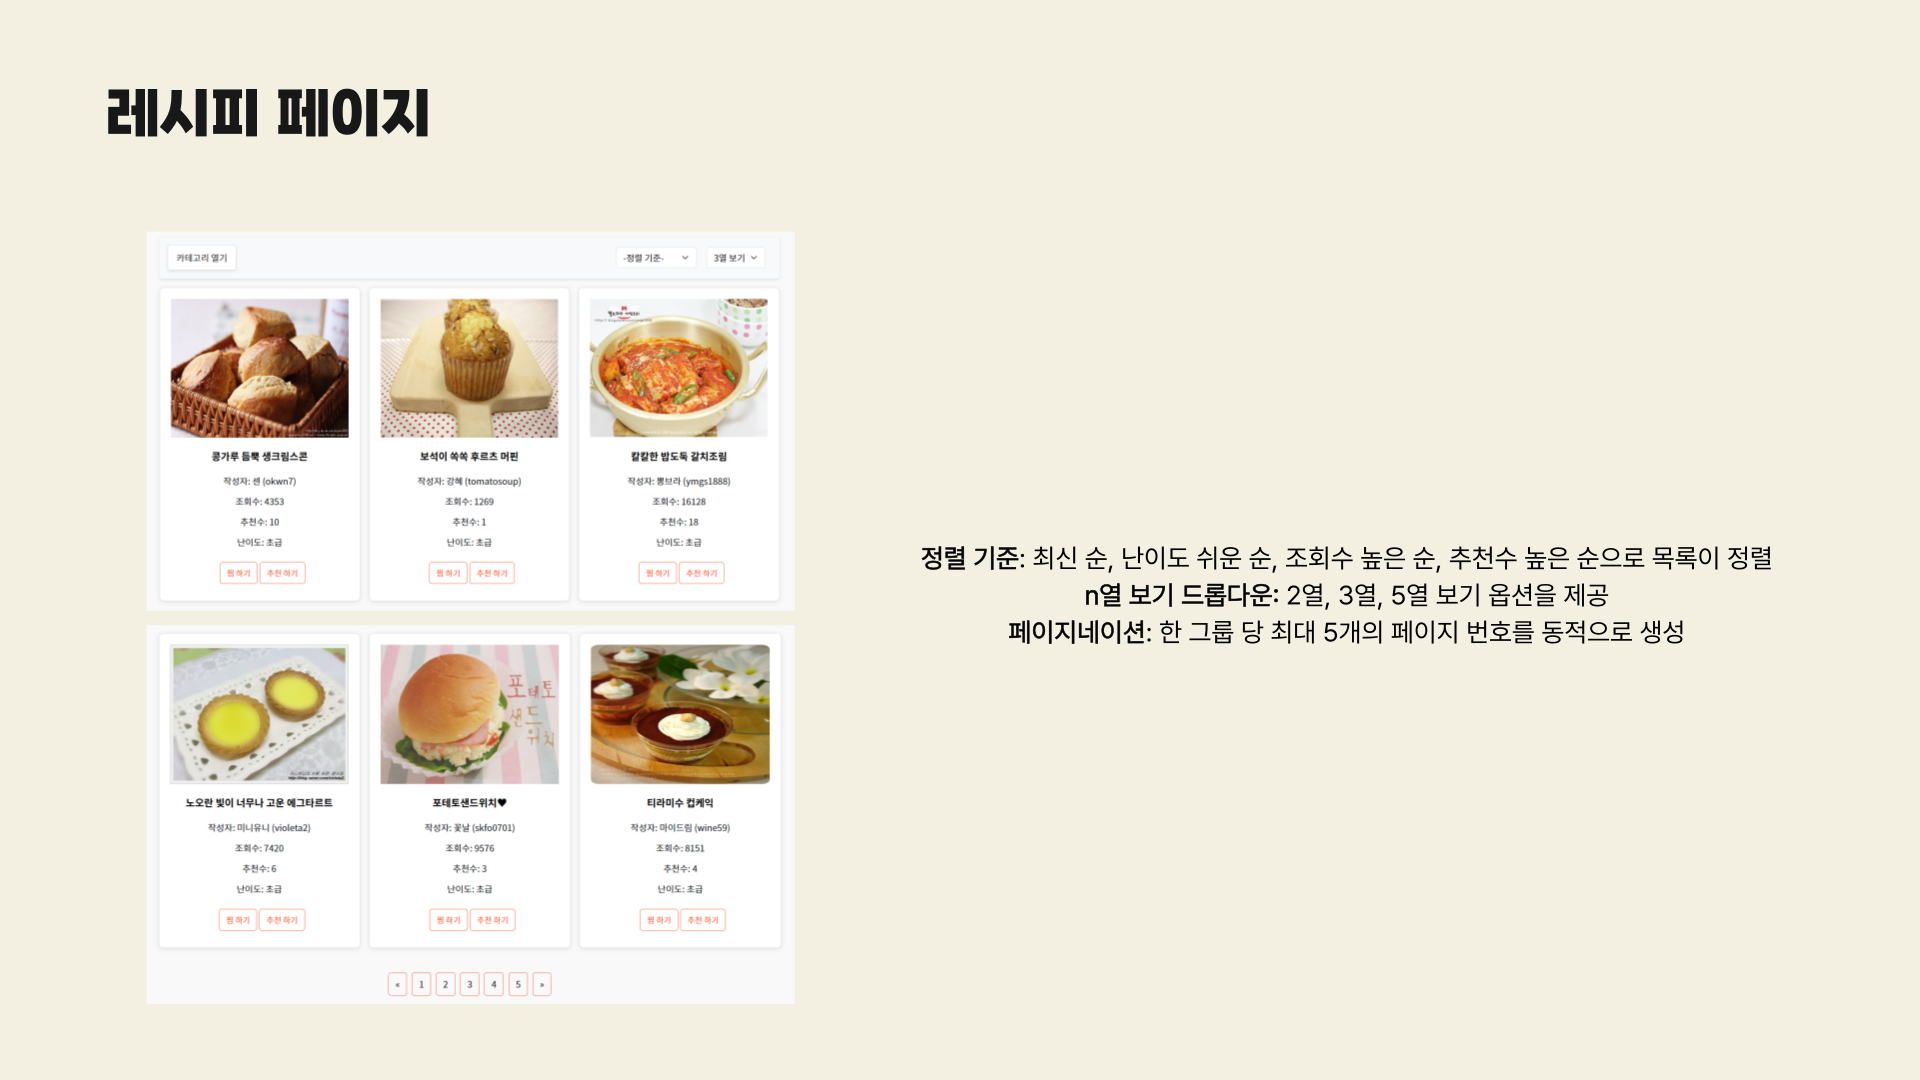 레시피 페이지
카테고리 열기
-정렬 기준-
3열 보기
콩가루 듬뿍 생크림스콘
작성자: 센 (okwn7)
조회수: 4353
추천수: 10
난이도: 초급
찜 하기 추천 하기
보석이 쏙쏙 후르츠 머핀
작성자: 강혜 (tomatosoup)
조회수: 1269
추천수: 1
난이도: 초급
찜 하기 추천 하기
칼칼한 밥도둑 갈치조림
작성자: 뽕브라 (ymgs1888)
조회수: 16128
추천수: 18
난이도: 초급
찜 하기 추천 하기
노오란 빛이 너무나 고운 에그타르트
작성자: 미니유니 (violeta2)
조회수: 7420
추천수: 6
난이도: 초급
찜 하기 추천 하기
포테토
샌드
위치
포테토샌드위치♥
작성자: 꽃날 (skfo0701)
조회수: 9576
추천수: 3
난이도: 초급
찜 하기 추천 하기
티라미수 컵케익
작성자: 마이드림 (wine59)
조회수: 8151
추천수: 4
난이도: 초급
찜 하기 추천 하기
« 1 2 3 4 5 »
정렬 기준: 최신 순, 난이도 쉬운 순, 조회수 높은 순, 추천수 높은 순으로 목록이 정렬
n열 보기 드롭다운: 2열, 3열, 5열 보기 옵션을 제공
페이지네이션: 한 그룹 당 최대 5개의 페이지 번호를 동적으로 생성